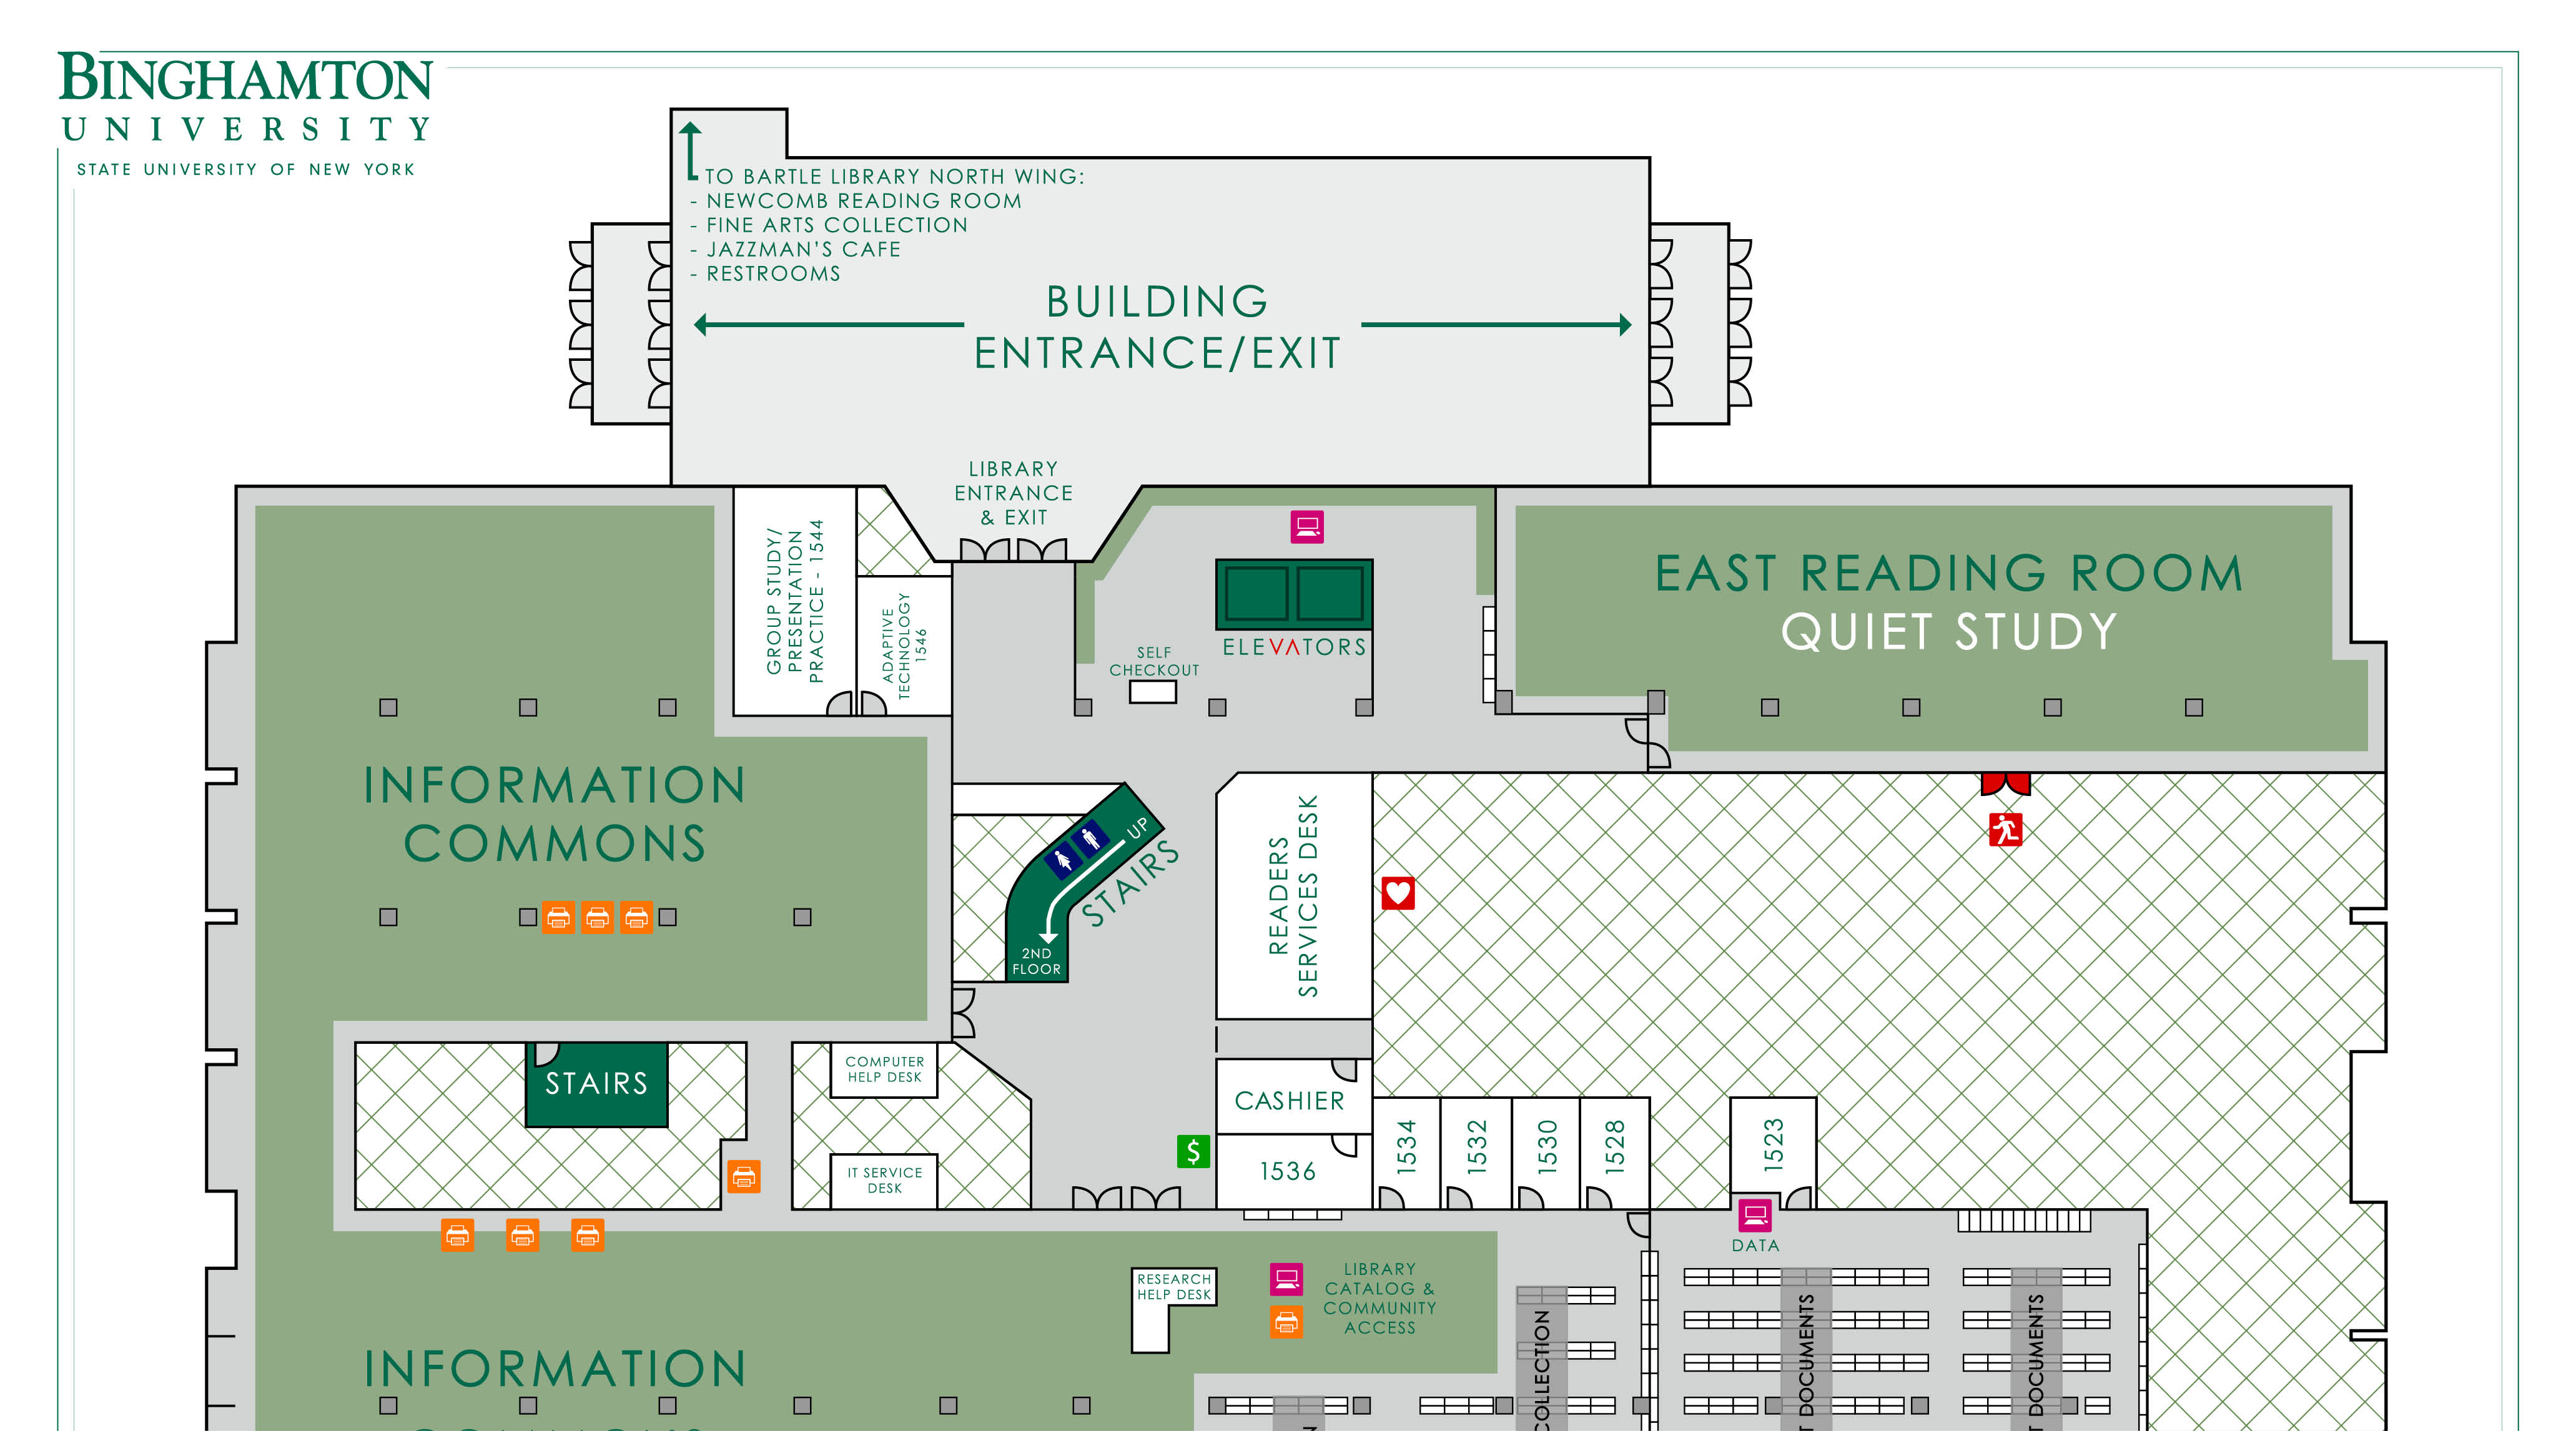 BINGHAMTON
UNIVERSITY
STATE UNIVERSITY OF NEW YORK
TO BARTLE LIBRARY NORTH WING:
- NEWCOMB READING ROOM
- FINE ARTS COLLECTION
- JAZZMAN'S CAFE
- RESTROOMS
BUILDING
ENTRANCE/EXIT
LIBRARY
ENTRANCE
& EXIT
GROUP STUDY/
PRESENTATION
PRACTICE - 1544
ADAPTIVE
TECHNOLOGY
1546
SELF
CHECKOUT
ELEVATORS
EAST READING ROOM
QUIET STUDY
INFORMATION
COMMONS
UP
STAIRS
2ND
FLOOR
READERS
SERVICES DESK
STAIRS
COMPUTER
HELP DESK
IT SERVICE
DESK
CASHIER
$
1536
1534
1532
1530
1528
1523
DATA
RESEARCH
HELP DESK
LIBRARY
CATALOG &
COMMUNITY
ACCESS
COLLECTION
DOCUMENTS
DOCUMENTS
INFORMATION